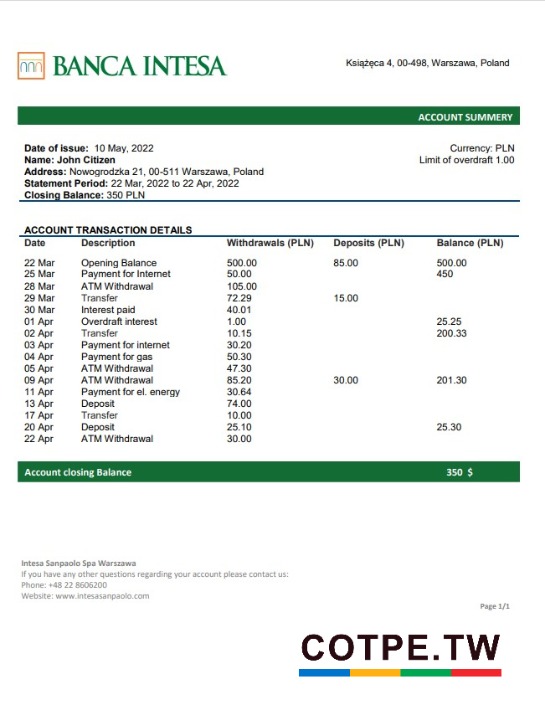 BANCA INTESA
Książęca 4, 00-498, Warszawa, Poland
ACCOUNT SUMMERY
Date of issue: 10 May, 2022 Currency: PLN
Name: John Citizen Limit of overdraft 1.00
Address: Nowogrodzka 21, 00-511 Warszawa, Poland
Statement Period: 22 Mar, 2022 to 22 Apr, 2022
Closing Balance: 350 PLN
ACCOUNT TRANSACTION DETAILS
Date Description Withdrawals (PLN) Deposits (PLN) Balance (PLN)
22 Mar Opening Balance 500.00 85.00 500.00
25 Mar Payment for Internet 50.00 450
28 Mar ATM Withdrawal 105.00
29 Mar Transfer 72.29 15.00
30 Mar Interest paid 40.01
01 Apr Overdraft interest 1.00 25.25
02 Apr Transfer 10.15 200.33
03 Apr Payment for internet 30.20
04 Apr Payment for gas 50.30
05 Apr ATM Withdrawal 47.30
09 Apr ATM Withdrawal 85.20 30.00 201.30
11 Apr Payment for el. energy 30.64
13 Apr Deposit 74.00
17 Apr Transfer 10.00
20 Apr Deposit 25.10 25.30
22 Apr ATM Withdrawal 30.00
Account closing Balance 350 $
Intesa Sanpaolo Spa Warszawa
If you have any other questions regarding your account please contact us:
Phone: +48 22 8606200
Website: www.intesasanpaolo.com
Page 1/1
COTPE.TW